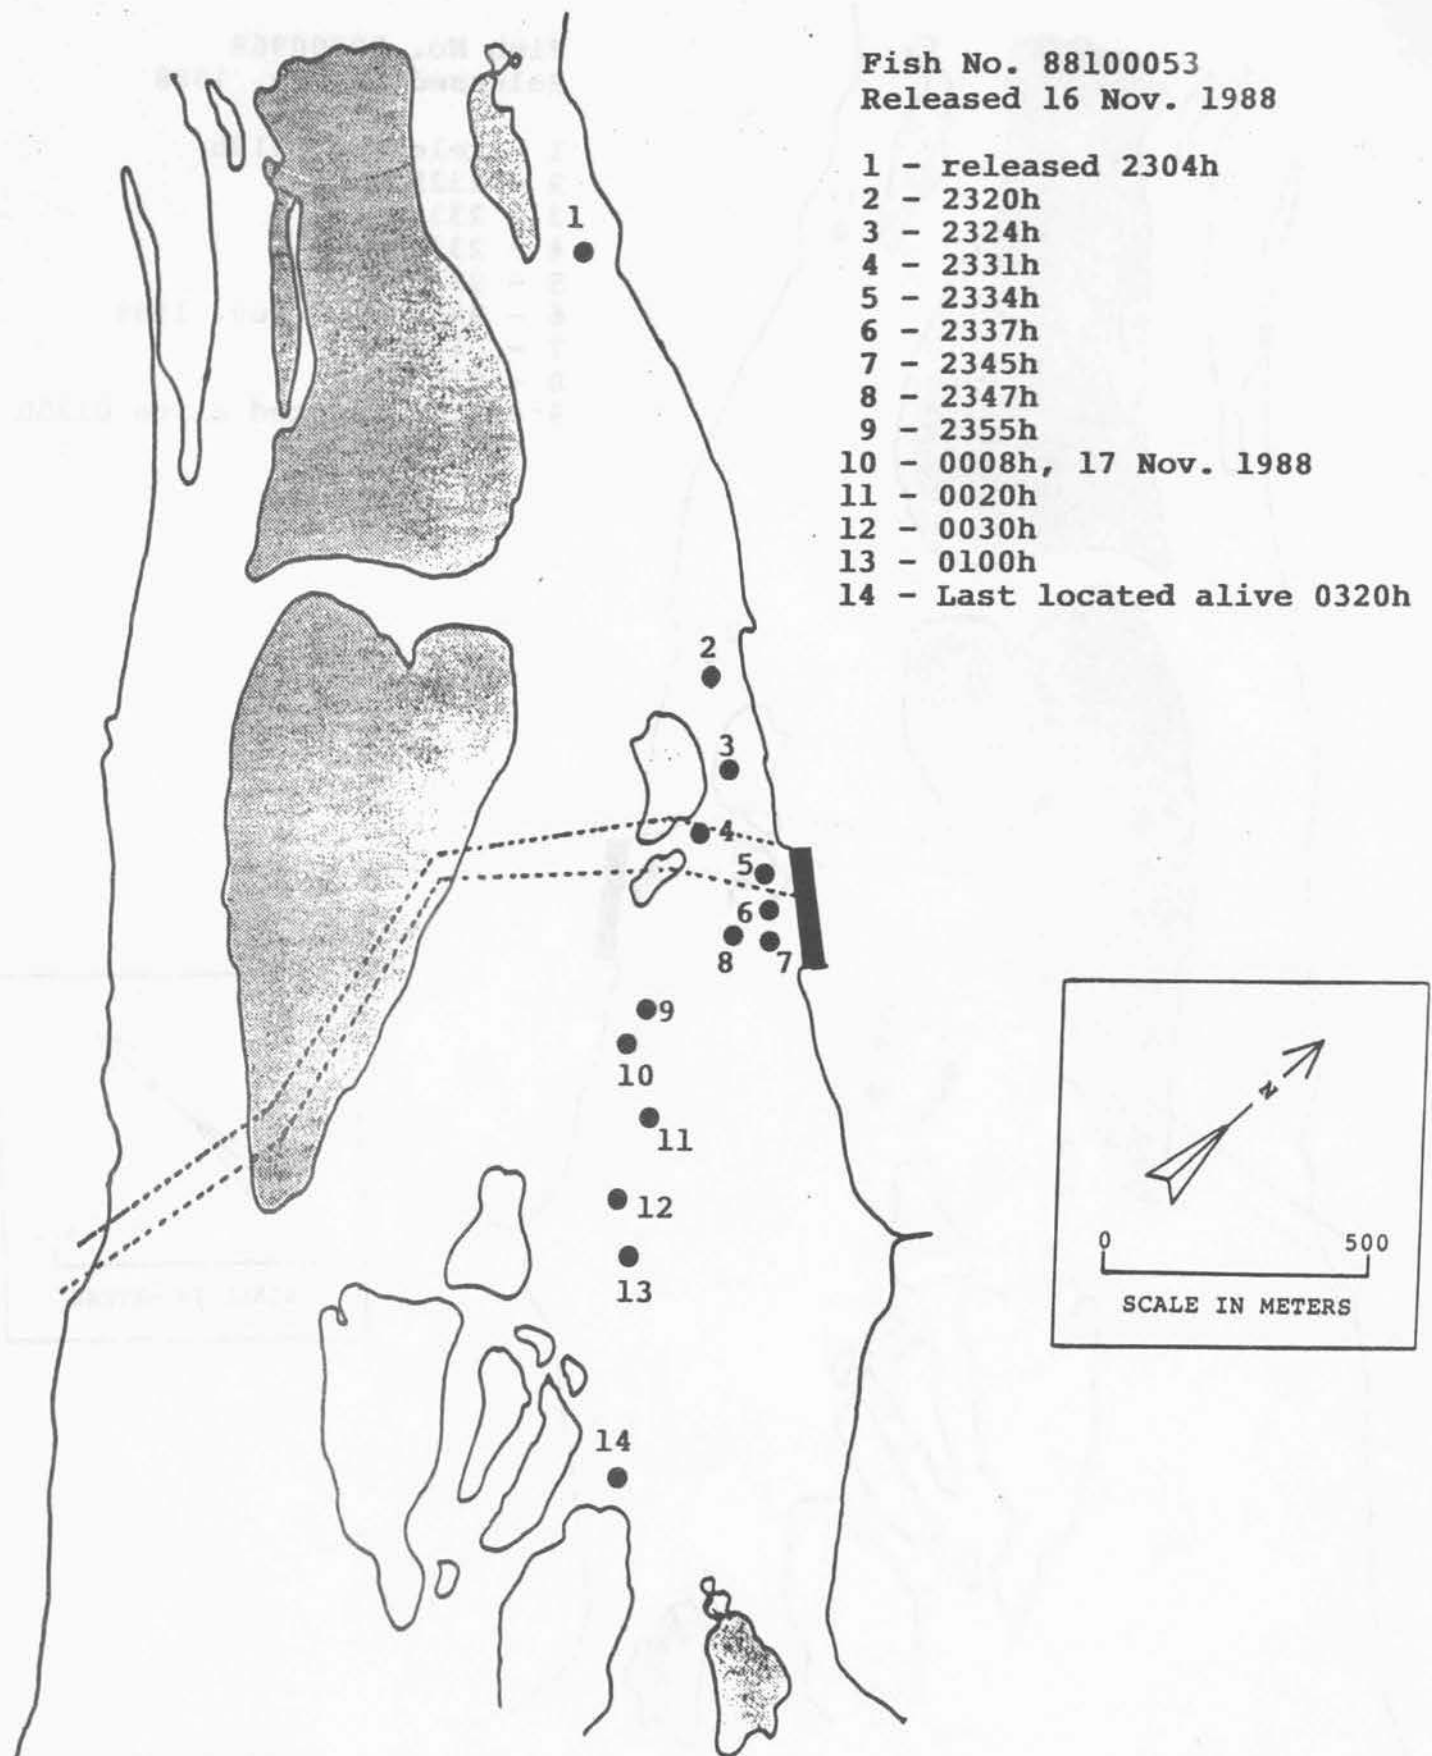 Fish No. 88100053
Released 16 Nov. 1988
1 - released 2304h
2 - 2320h
3 - 2324h
4 - 2331h
5 - 2334h
6 - 2337h
7 - 2345h
8 - 2347h
9 - 2355h
10 - 0008h, 17 Nov. 1988
11 - 0020h
12 - 0030h
13 - 0100h
14 - Last located alive 0320h
1
2
3
4
5
6
8 7
9
10
11
12
13
14
N
0 500
SCALE IN METERS